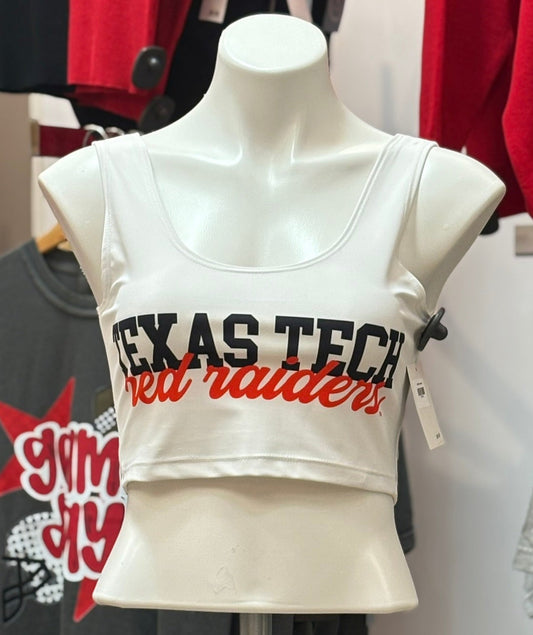 TEXAS TECH
red raiders
game
day